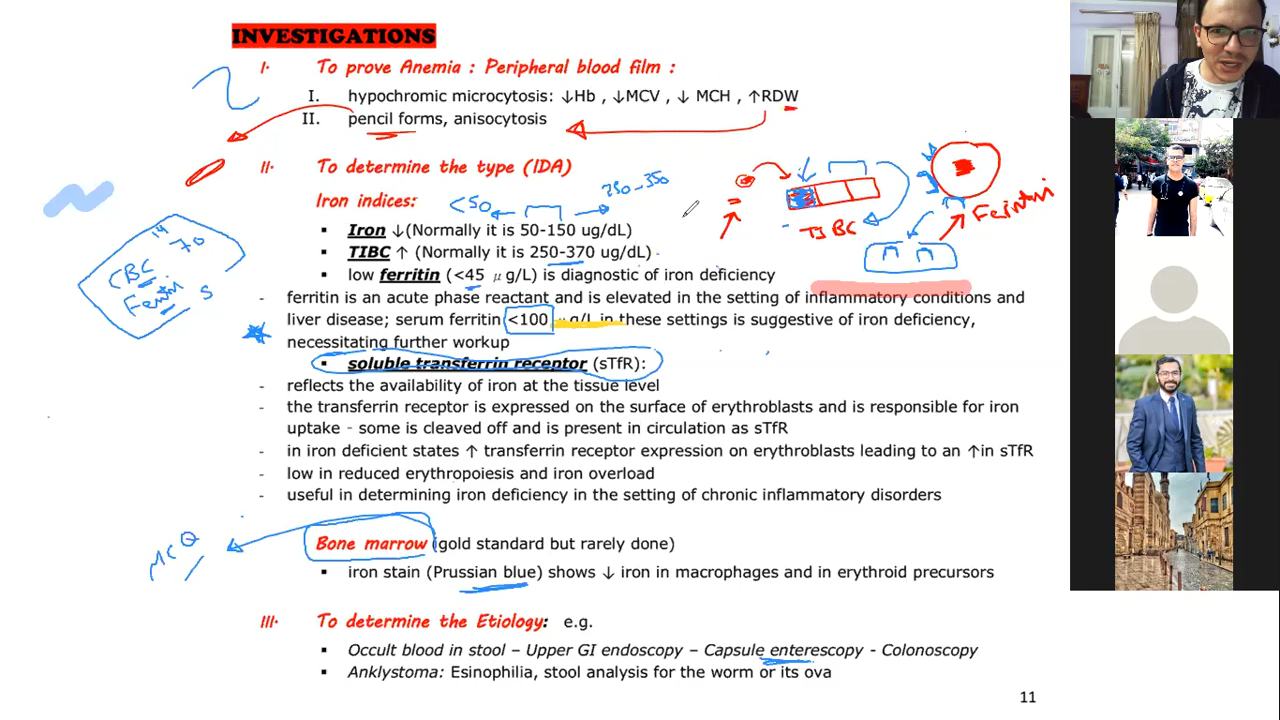 INVESTIGATIONS
I. To prove Anemia : Peripheral blood film :
I. hypochromic microcytosis: ↓Hb , ↓MCV , ↓ MCH , ↑RDW
II. pencil forms, anisocytosis
II. To determine the type (IDA)
Iron indices:
<50
250-350
▪ Iron ↓(Normally it is 50-150 ug/dL)
▪ TIBC ↑ (Normally it is 250-370 ug/dL)
▪ low ferritin (<45 μg/L) is diagnostic of iron deficiency
TIBC
Ferritin
14 70
CBC
Ferritin 5
- ferritin is an acute phase reactant and is elevated in the setting of inflammatory conditions and
liver disease; serum ferritin <100 μg/L in these settings is suggestive of iron deficiency,
necessitating further workup
▪ soluble transferrin receptor (sTfR):
- reflects the availability of iron at the tissue level
- the transferrin receptor is expressed on the surface of erythroblasts and is responsible for iron
uptake - some is cleaved off and is present in circulation as sTfR
- in iron deficient states ↑ transferrin receptor expression on erythroblasts leading to an ↑in sTfR
- low in reduced erythropoiesis and iron overload
- useful in determining iron deficiency in the setting of chronic inflammatory disorders
MCQ
Bone marrow (gold standard but rarely done)
▪ iron stain (Prussian blue) shows ↓ iron in macrophages and in erythroid precursors
III. To determine the Etiology: e.g.
▪ Occult blood in stool – Upper GI endoscopy – Capsule enterescopy - Colonoscopy
▪ Anklystoma: Esinophilia, stool analysis for the worm or its ova
11